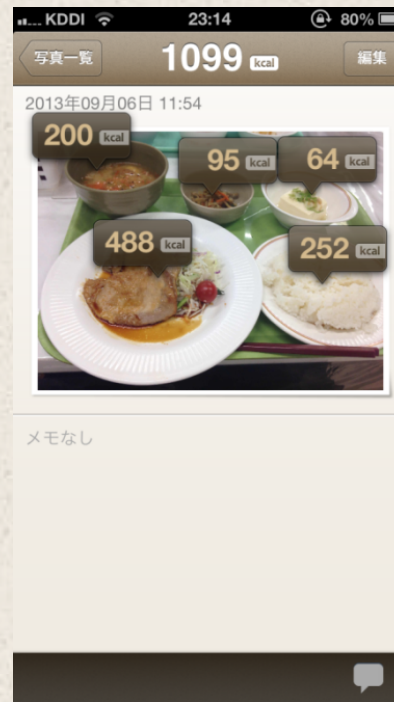 KDDI 23:14 80%
写真一覧 1099 kcal 編集
2013年09月06日 11:54
200 kcal
95 kcal
64 kcal
488 kcal
252 kcal
メモなし